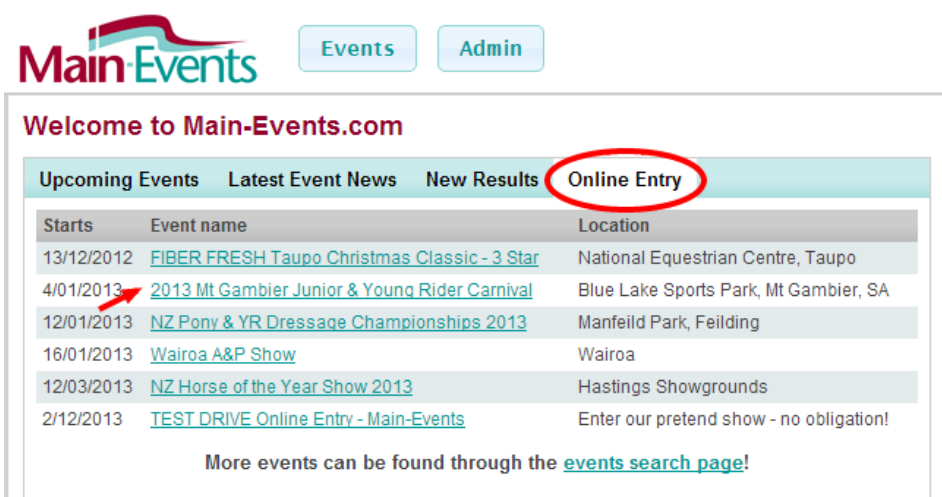 Main-Events Events Admin
Welcome to Main-Events.com
Upcoming Events Latest Event News New Results Online Entry
Starts Event name Location
13/12/2012 FIBER FRESH Taupo Christmas Classic - 3 Star National Equestrian Centre, Taupo
4/01/2013 2013 Mt Gambier Junior & Young Rider Carnival Blue Lake Sports Park, Mt Gambier, SA
12/01/2013 NZ Pony & YR Dressage Championships 2013 Manfeild Park, Feilding
16/01/2013 Wairoa A&P Show Wairoa
12/03/2013 NZ Horse of the Year Show 2013 Hastings Showgrounds
2/12/2013 TEST DRIVE Online Entry - Main-Events Enter our pretend show - no obligation!
More events can be found through the events search page!